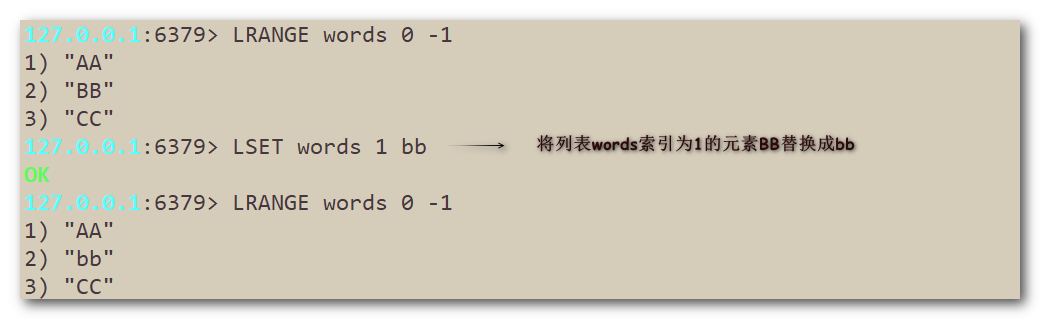 127.0.0.1:6379> LRANGE words 0 -1
1) "AA"
2) "BB"
3) "CC"
127.0.0.1:6379> LSET words 1 bb 将列表words索引为1的元素BB替换成bb
OK
127.0.0.1:6379> LRANGE words 0 -1
1) "AA"
2) "bb"
3) "CC"